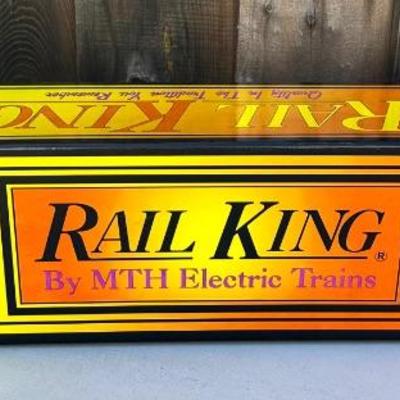 Quality In The Tradition You Remember
RAIL KING
RAIL KING®
By MTH Electric Trains